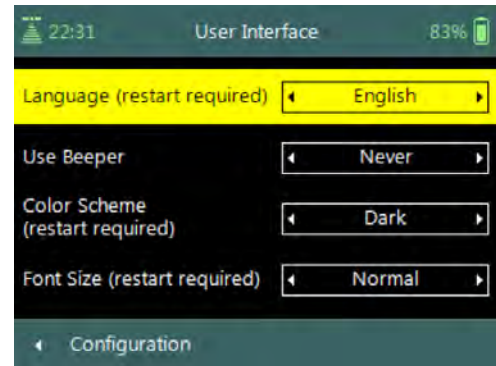 22:31 User Interface 83%
Language (restart required) English
Use Beeper Never
Color Scheme
(restart required) Dark
Font Size (restart required) Normal
Configuration